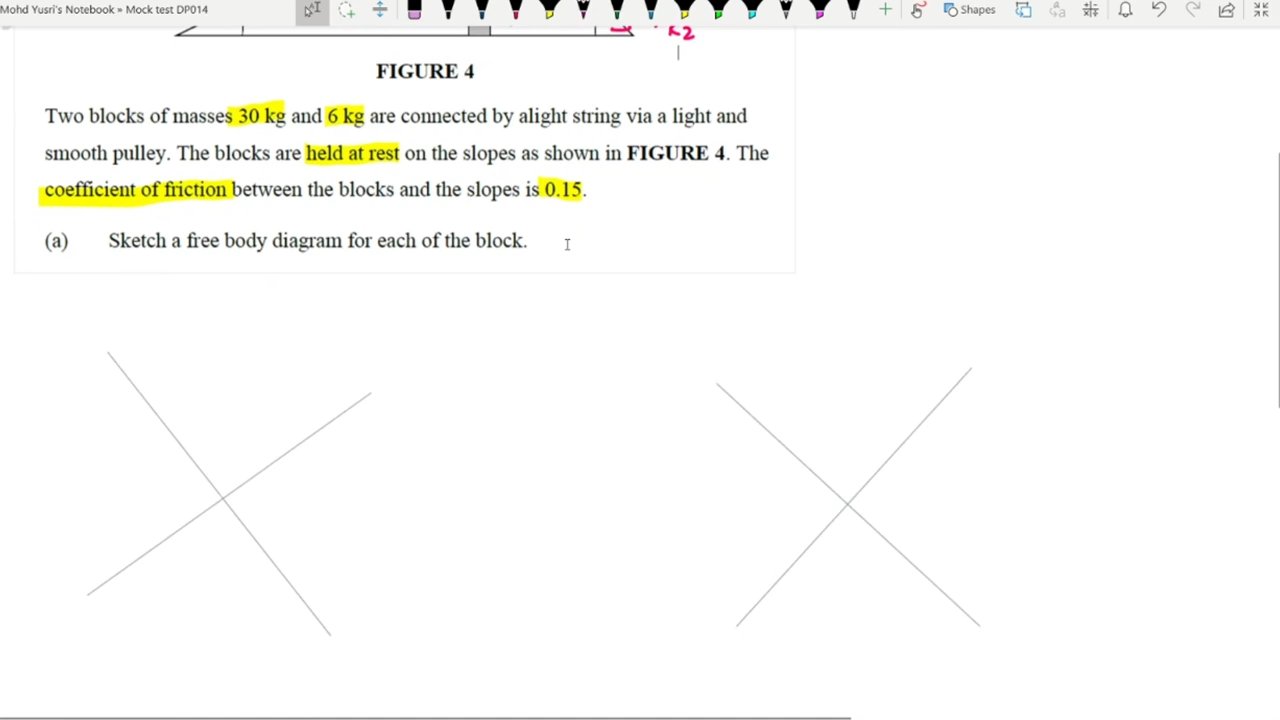 Mohd Yusri's Notebook » Mock test DP014
Shapes
x2
FIGURE 4
Two blocks of masses 30 kg and 6 kg are connected by alight string via a light and
smooth pulley. The blocks are held at rest on the slopes as shown in FIGURE 4. The
coefficient of friction between the blocks and the slopes is 0.15.
(a) Sketch a free body diagram for each of the block.